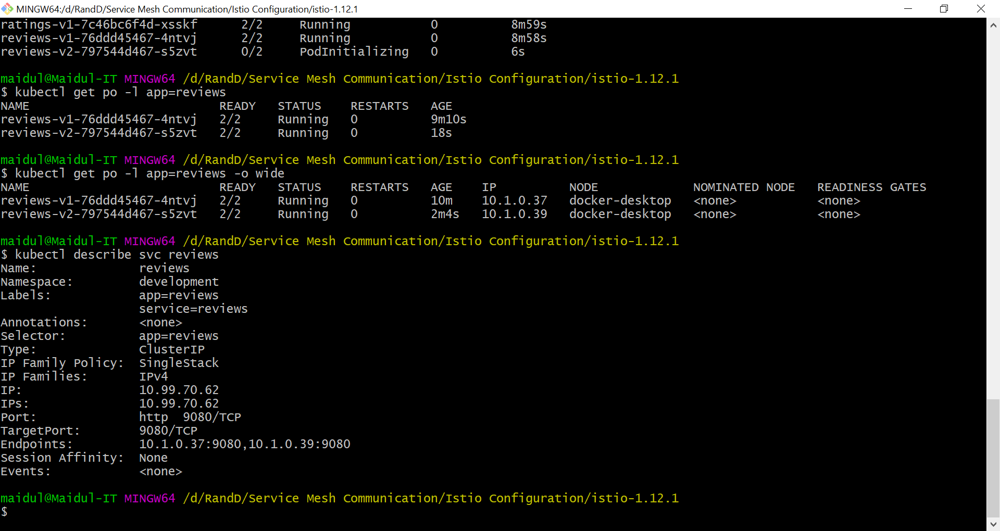 MINGW64:/d/RandD/Service Mesh Communication/Istio Configuration/istio-1.12.1
ratings-v1-7c46bc6f4d-xsskf      2/2     Running           0          8m59s
reviews-v1-76ddd45467-4ntvj      2/2     Running           0          8m58s
reviews-v2-797544d467-s5zvt      0/2     PodInitializing   0          6s
maidul@Maidul-IT MINGW64 /d/RandD/Service Mesh Communication/Istio Configuration/istio-1.12.1
$ kubectl get po -l app=reviews
NAME                          READY   STATUS    RESTARTS   AGE
reviews-v1-76ddd45467-4ntvj   2/2     Running   0          9m10s
reviews-v2-797544d467-s5zvt   2/2     Running   0          18s
maidul@Maidul-IT MINGW64 /d/RandD/Service Mesh Communication/Istio Configuration/istio-1.12.1
$ kubectl get po -l app=reviews -o wide
NAME                          READY   STATUS    RESTARTS   AGE    IP          NODE             NOMINATED NODE   READINESS GATES
reviews-v1-76ddd45467-4ntvj   2/2     Running   0          10m    10.1.0.37   docker-desktop   <none>           <none>
reviews-v2-797544d467-s5zvt   2/2     Running   0          2m4s   10.1.0.39   docker-desktop   <none>           <none>
maidul@Maidul-IT MINGW64 /d/RandD/Service Mesh Communication/Istio Configuration/istio-1.12.1
$ kubectl describe svc reviews
Name:              reviews
Namespace:         development
Labels:            app=reviews
                   service=reviews
Annotations:       <none>
Selector:          app=reviews
Type:              ClusterIP
IP Family Policy:  SingleStack
IP Families:       IPv4
IP:                10.99.70.62
IPs:               10.99.70.62
Port:              http  9080/TCP
TargetPort:        9080/TCP
Endpoints:         10.1.0.37:9080,10.1.0.39:9080
Session Affinity:  None
Events:            <none>
maidul@Maidul-IT MINGW64 /d/RandD/Service Mesh Communication/Istio Configuration/istio-1.12.1
$